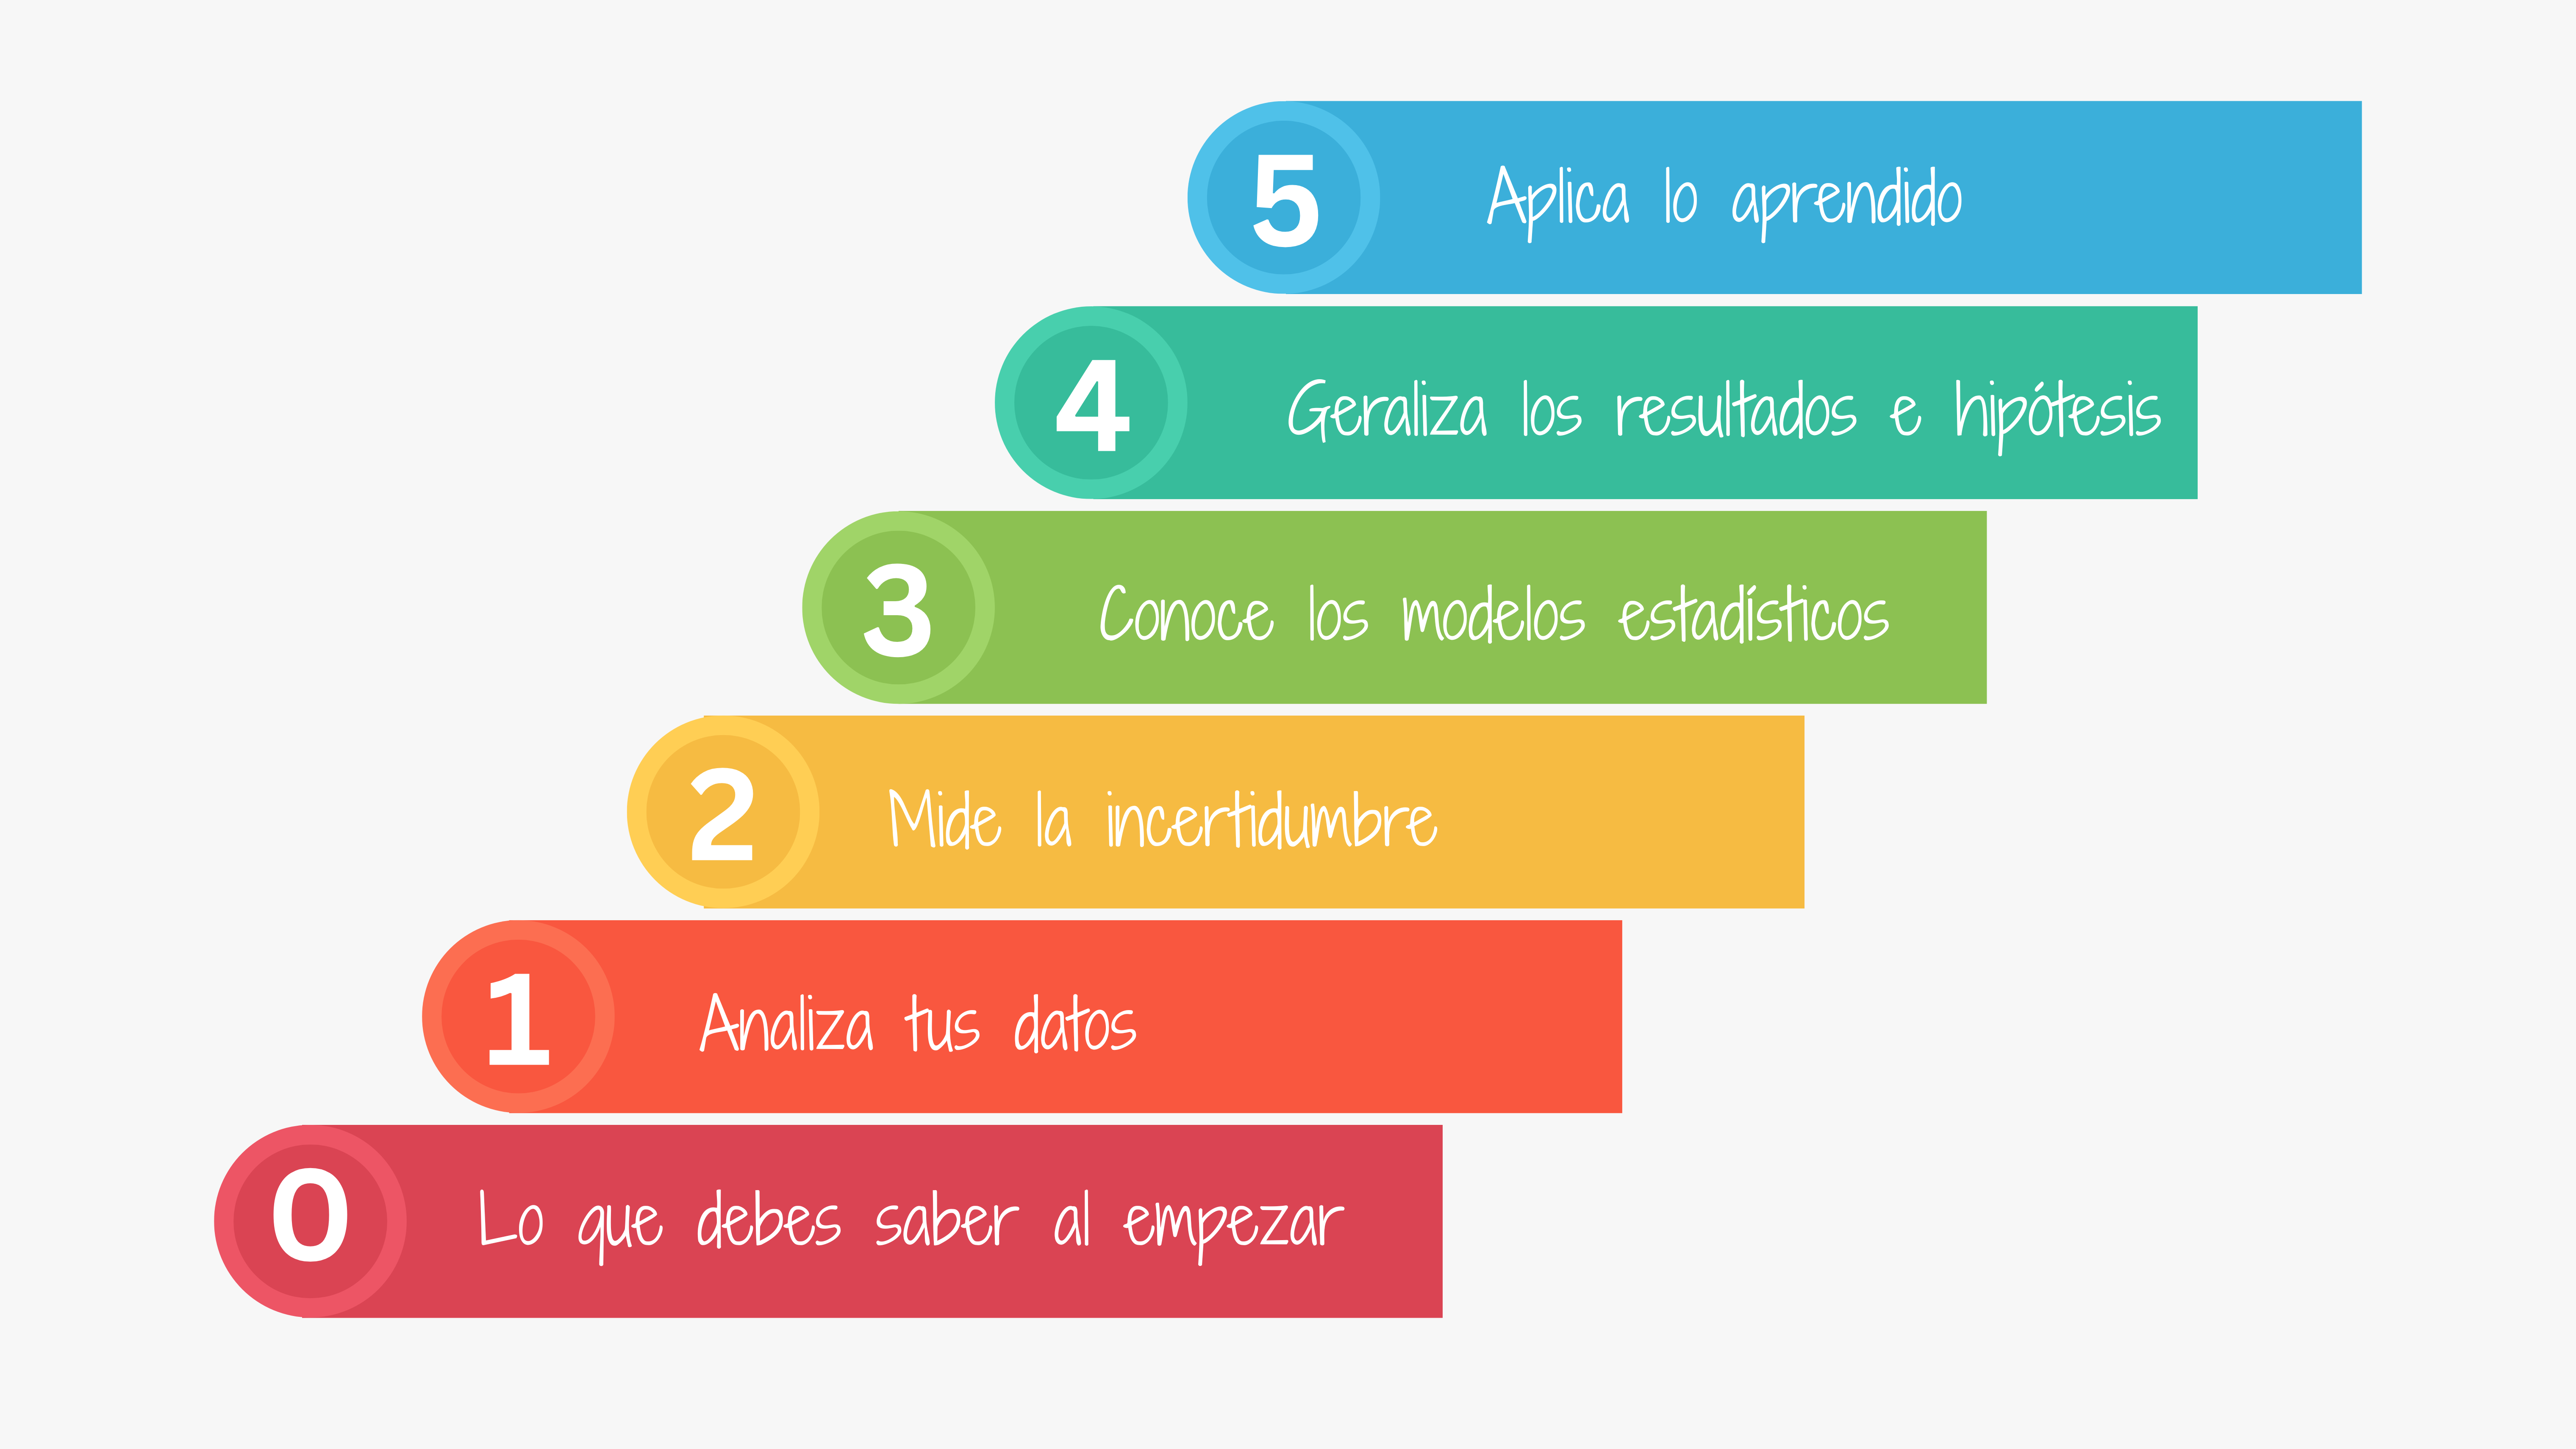 5 Aplica lo aprendido
4 Geraliza los resultados e hipótesis
3 Conoce los modelos estadísticos
2 Mide la incertidumbre
1 Analiza tus datos
0 Lo que debes saber al empezar